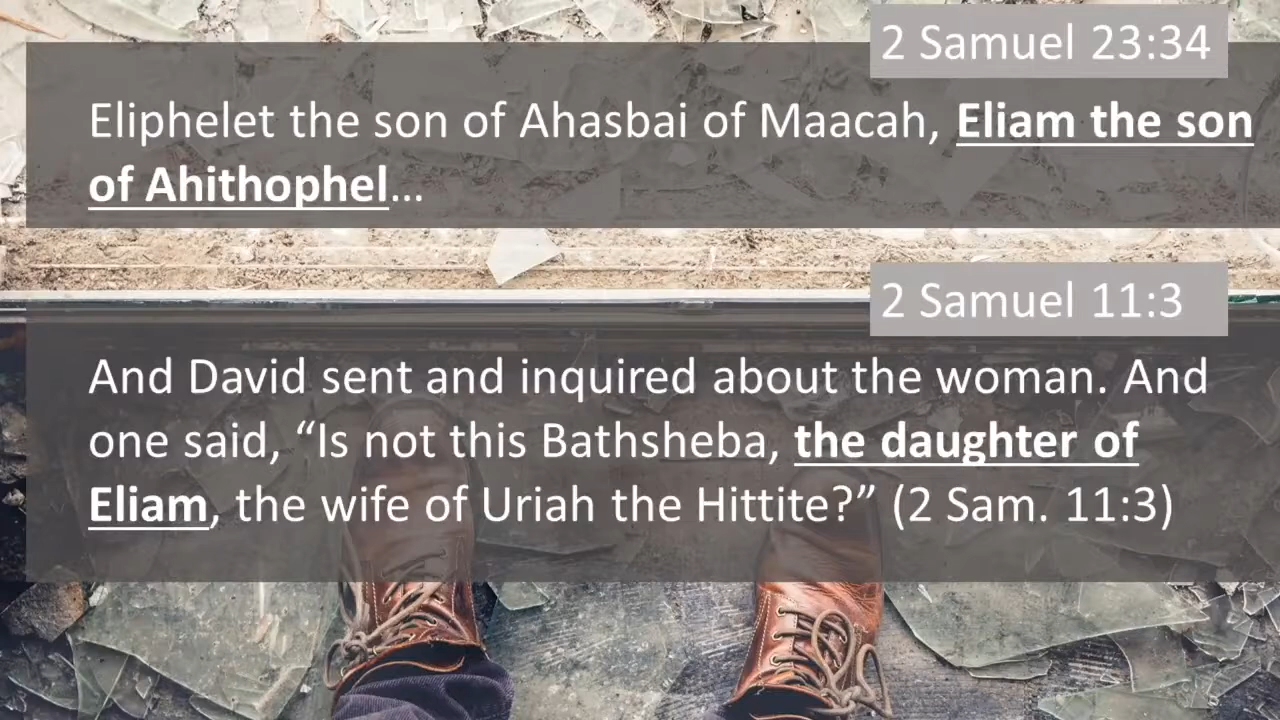 2 Samuel 23:34
Eliphelet the son of Ahasbai of Maacah, Eliam the son
of Ahithophel...
2 Samuel 11:3
And David sent and inquired about the woman. And
one said, “Is not this Bathsheba, the daughter of
Eliam, the wife of Uriah the Hittite?” (2 Sam. 11:3)